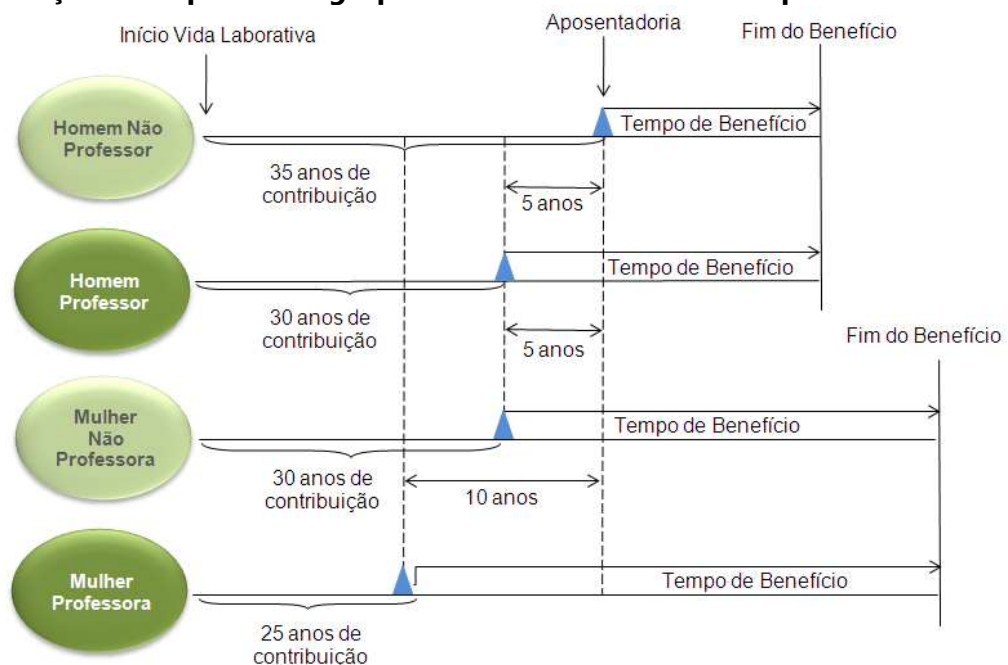 Início Vida Laborativa
Aposentadoria
Fim do Benefício
Homem Não
Professor
Tempo de Benefício
35 anos de
contribuição
5 anos
Homem
Professor
Tempo de Benefício
30 anos de
contribuição
5 anos
Fim do Benefício
Mulher
Não
Professora
Tempo de Benefício
30 anos de
contribuição
10 anos
Mulher
Professora
Tempo de Benefício
25 anos de
contribuição